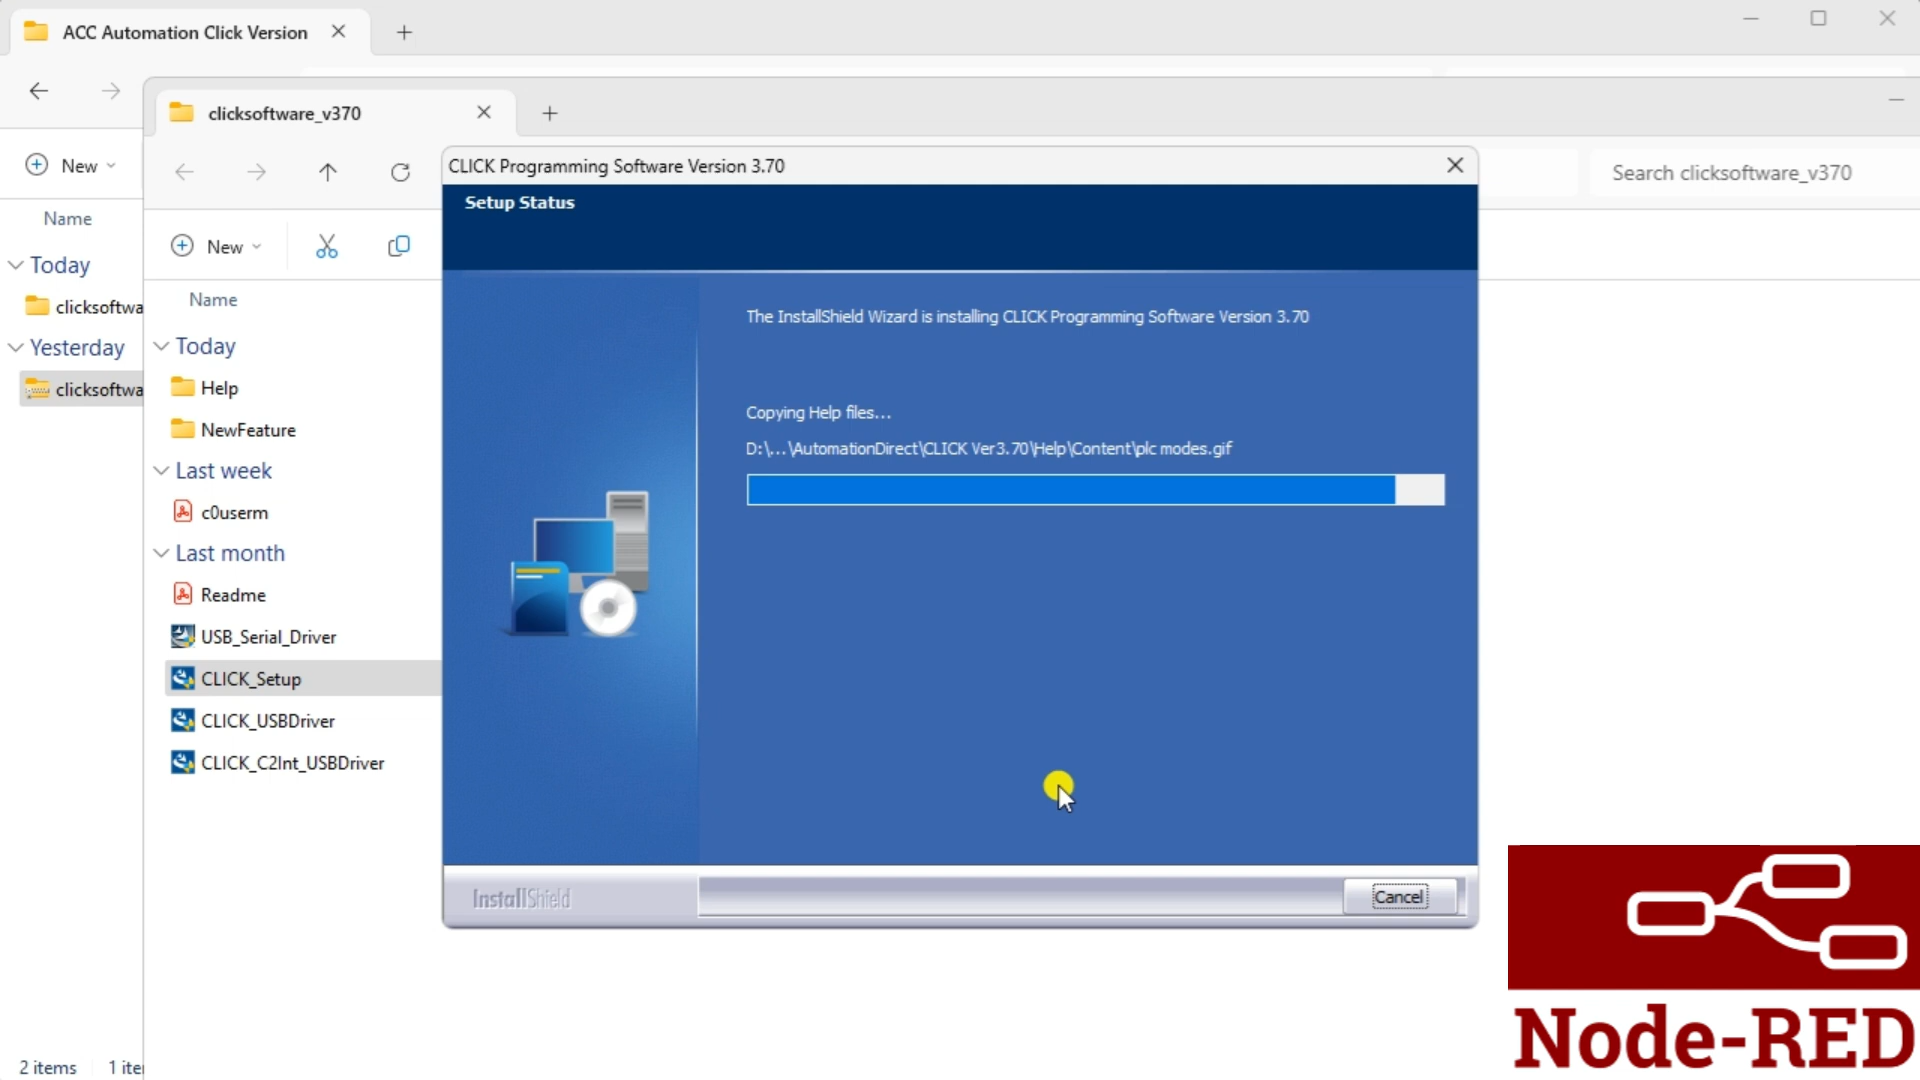 ACC Automation Click Version
clicksoftware_v370
New
Name
Today
clicksoftwa
Yesterday
clicksoftwa
2 items
1 ite
Search clicksoftware_v370
New
Name
Today
Help
NewFeature
Last week
c0userm
Last month
Readme
USB_Serial_Driver
CLICK_Setup
CLICK_USBDriver
CLICK_C2Int_USBDriver
CLICK Programming Software Version 3.70
Setup Status
The InstallShield Wizard is installing CLICK Programming Software Version 3.70
Copying Help files...
D:\...\AutomationDirect\CLICK Ver3.70\Help\Content\plc modes.gif
InstallShield
Cancel
Node-RED